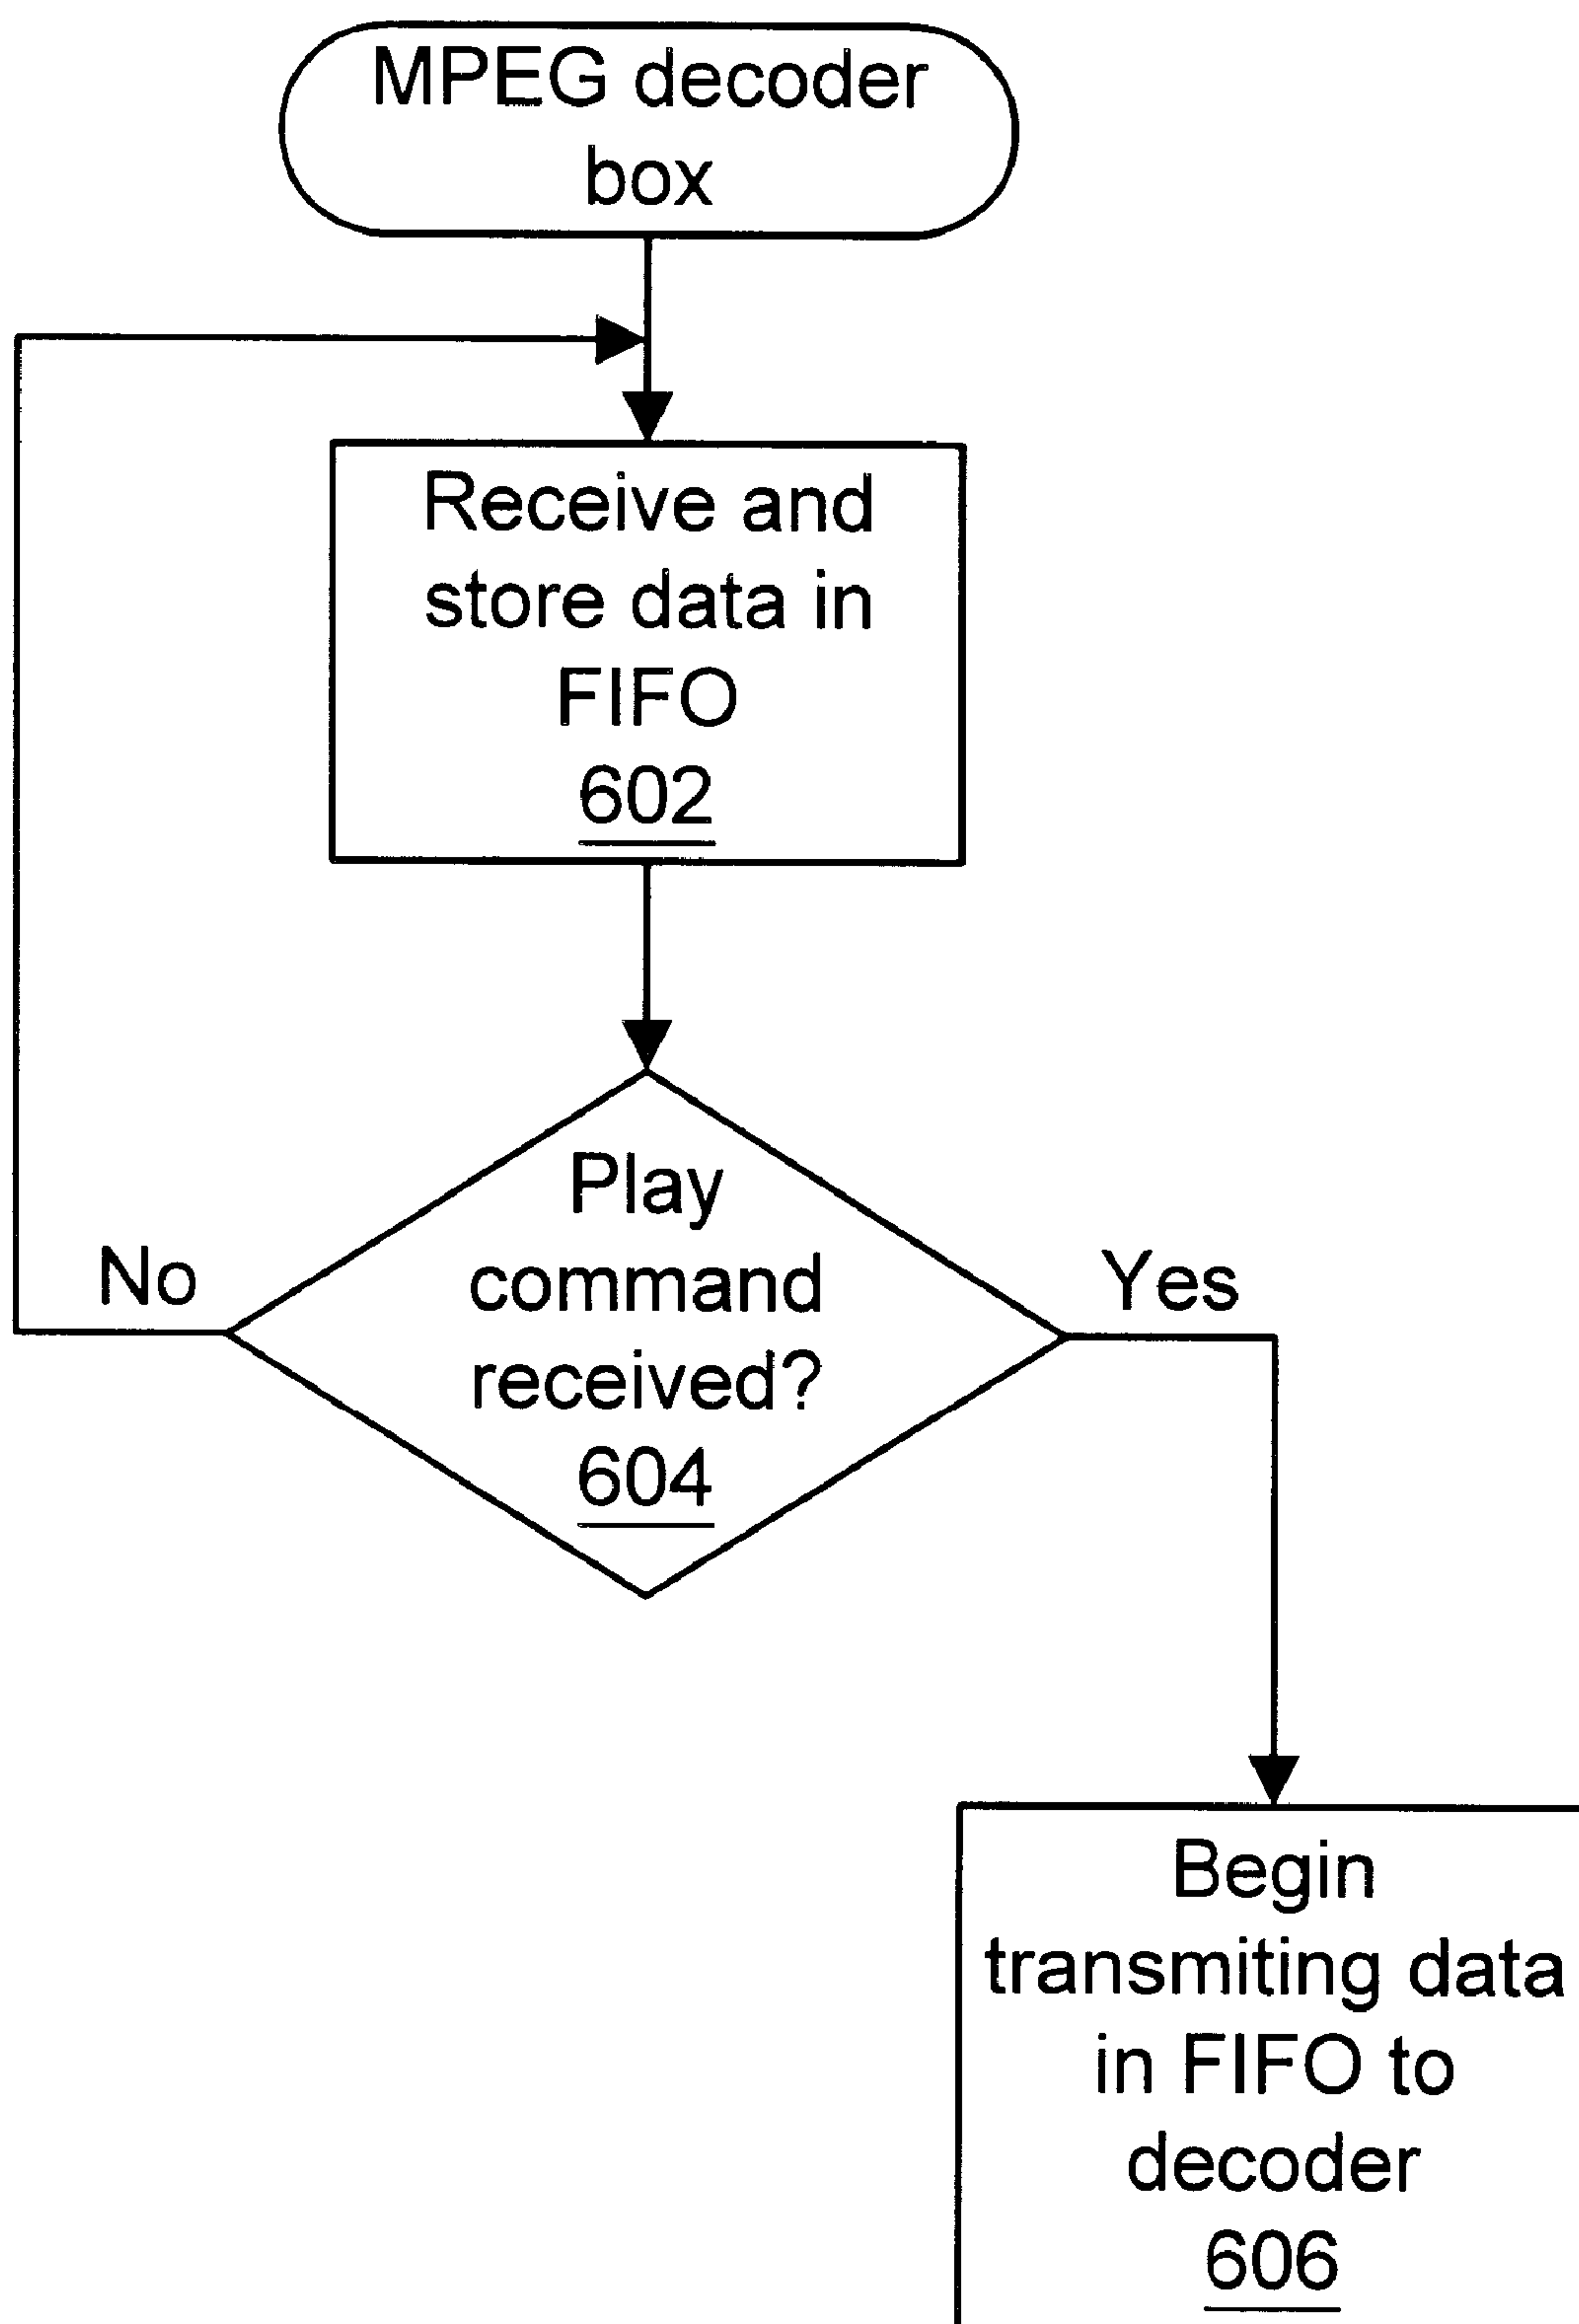 MPEG decoder
box
Receive and
store data in
FIFO
602
Play
command
received?
604
No
Yes
Begin
transmiting data
in FIFO to
decoder
606